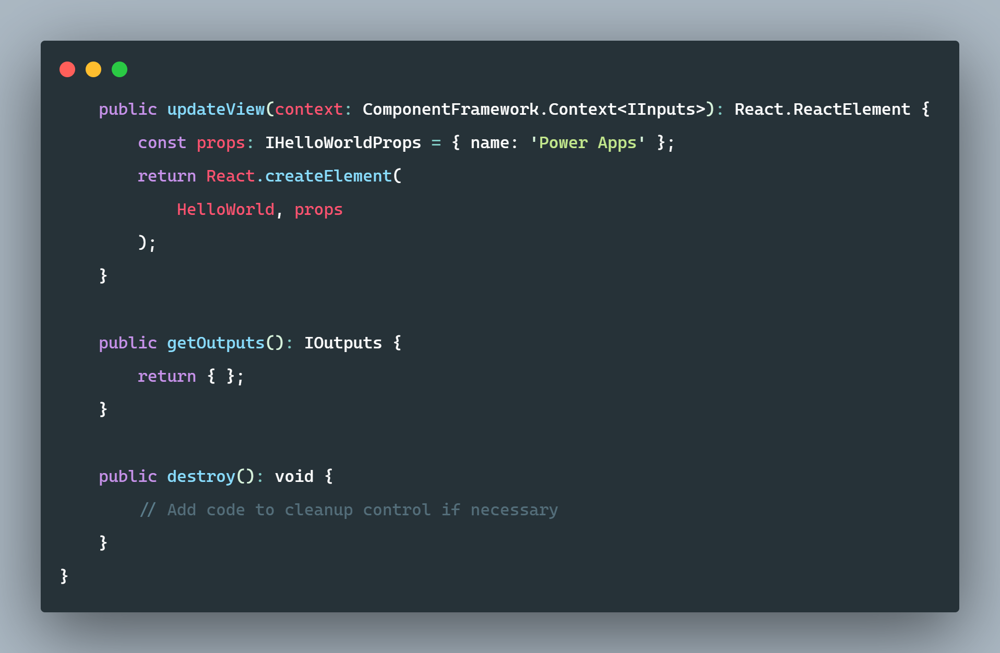 public updateView(context: ComponentFramework.Context<IInputs>): React.ReactElement {
const props: IHelloWorldProps = { name: 'Power Apps' };
return React.createElement(
HelloWorld, props
);
}
public getOutputs(): IOutputs {
return { };
}
public destroy(): void {
// Add code to cleanup control if necessary
}
}